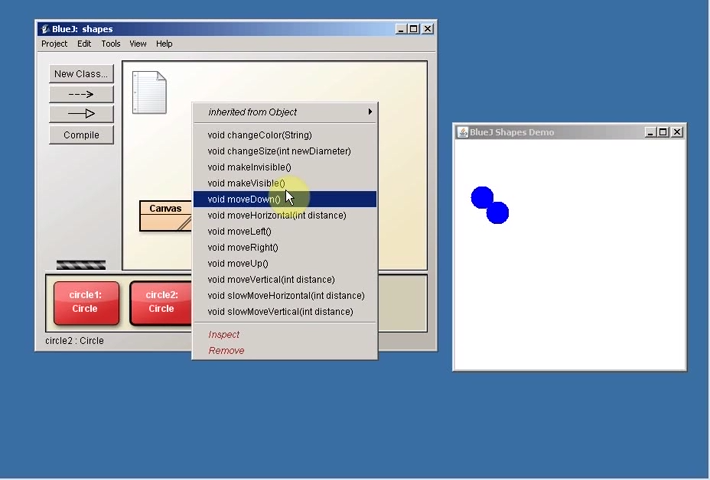 BlueJ: shapes
Project Edit Tools View Help
New Class...
Compile
Canvas
circle1:
Circle
circle2:
Circle
circle2 : Circle
inherited from Object
void changeColor(String)
void changeSize(int newDiameter)
void makeInvisible()
void makeVisible()
void moveDown()
void moveHorizontal(int distance)
void moveLeft()
void moveRight()
void moveUp()
void moveVertical(int distance)
void slowMoveHorizontal(int distance)
void slowMoveVertical(int distance)
Inspect
Remove
BlueJ Shapes Demo